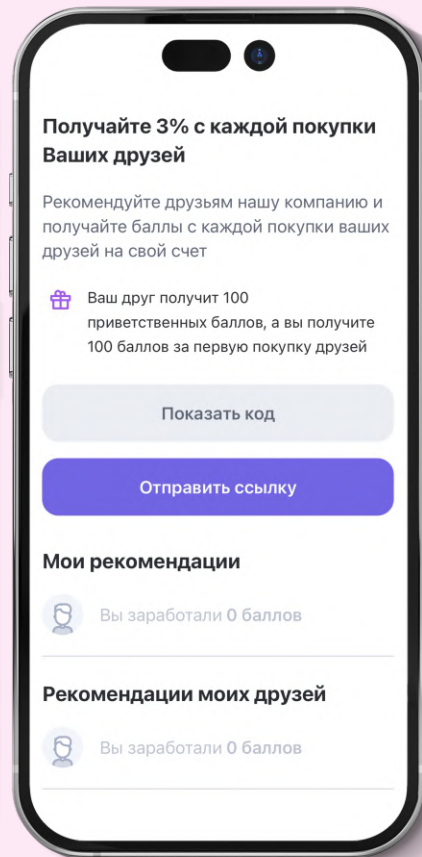 Получайте 3% с каждой покупки
Ваших друзей
Рекомендуйте друзьям нашу компанию и
получайте баллы с каждой покупки ваших
друзей на свой счет
Ваш друг получит 100
приветственных баллов, а вы получите
100 баллов за первую покупку друзей
Показать код
Отправить ссылку
Мои рекомендации
Вы заработали 0 баллов
Рекомендации моих друзей
Вы заработали 0 баллов